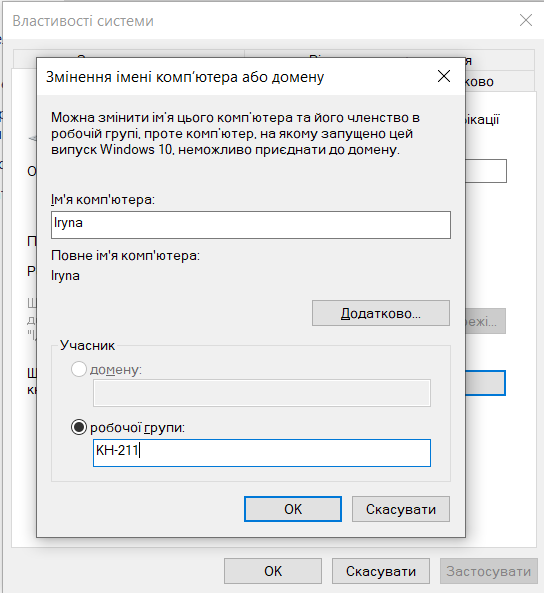 Властивості системи
Змінення імені комп'ютера або домену
ково
Можна змінити ім'я цього комп'ютера та його членство в
робочій групі, проте комп'ютер, на якому запущено цей
випуск Windows 10, неможливо приєднати до домену.
Ім'я комп'ютера:
Iryna
Повне ім'я комп'ютера:
Iryna
Додатково...
Учасник
домену:
робочої групи:
КН-211
OK
Скасувати
OK
Скасувати
Застосувати